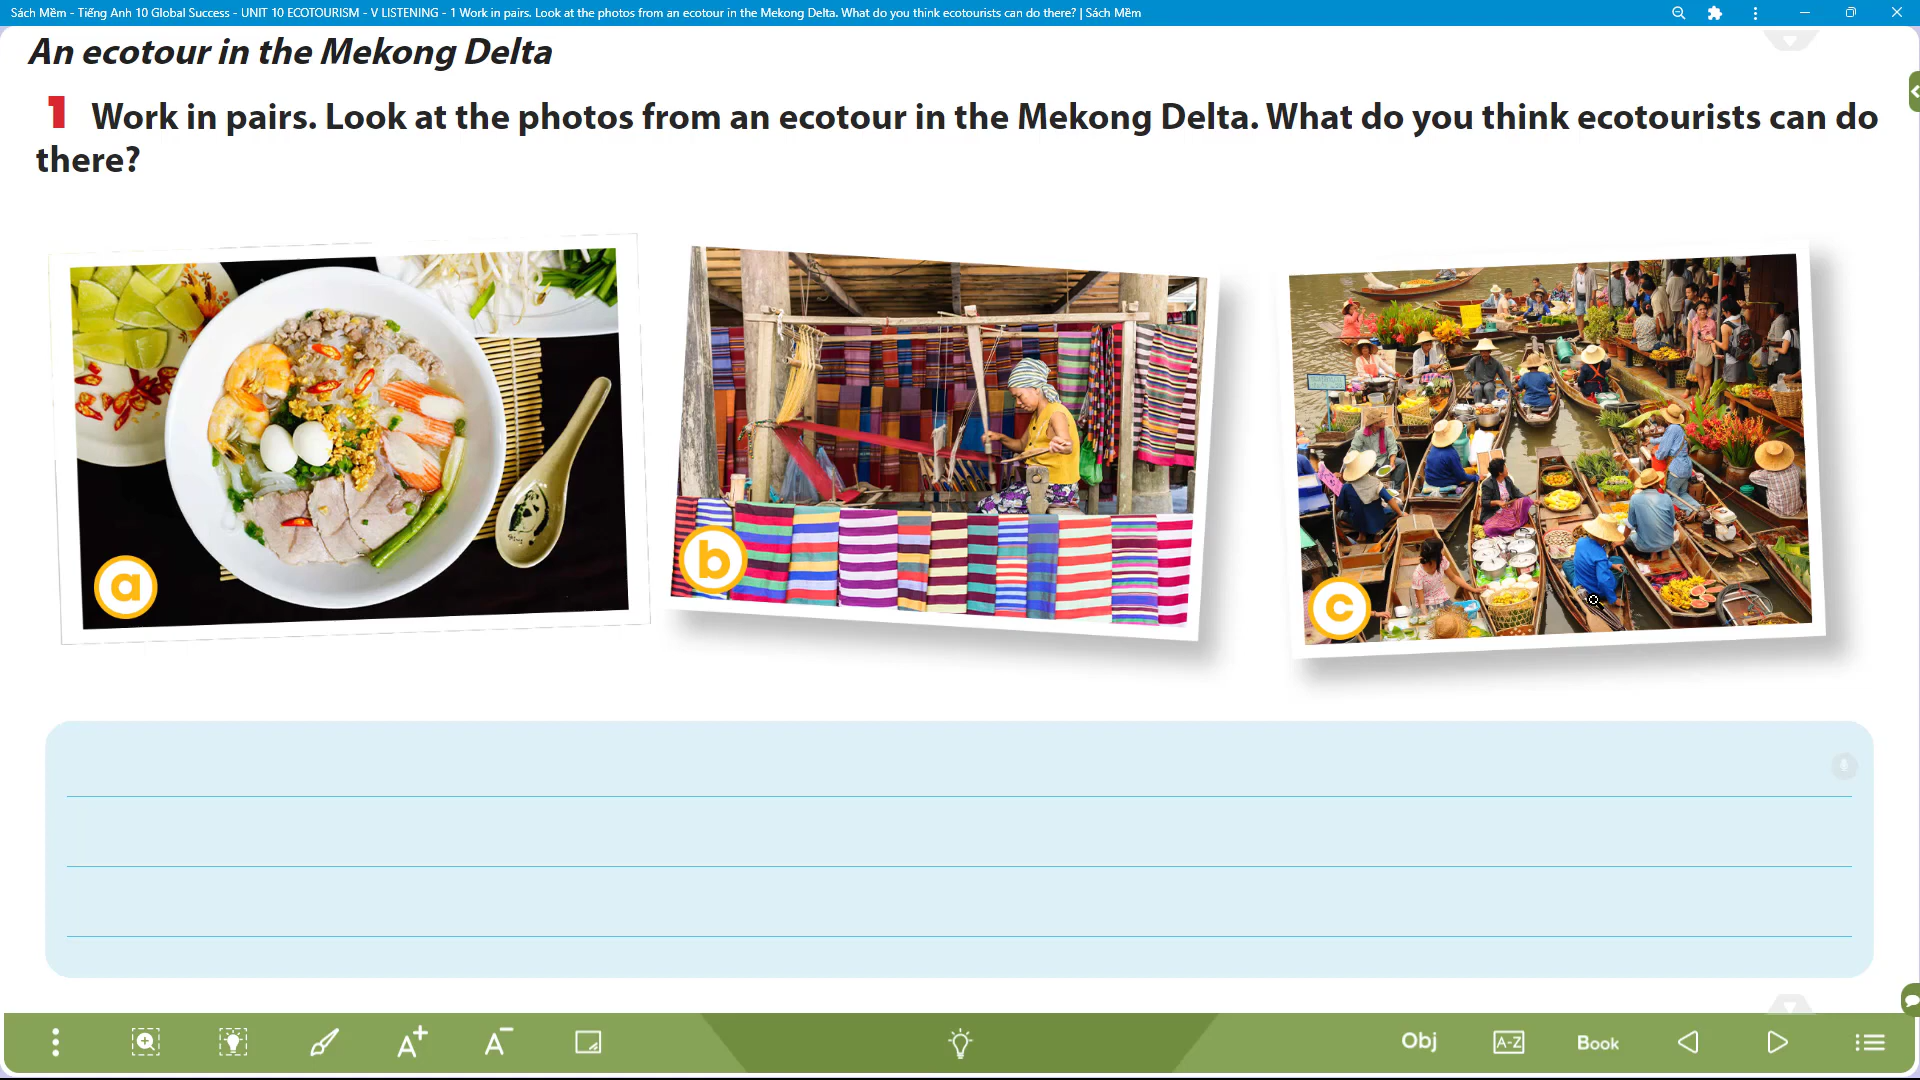 Sách Mềm - Tiếng Anh 10 Global Success - UNIT 10 ECOTOURISM - V LISTENING - 1 Work in pairs. Look at the photos from an ecotour in the Mekong Delta. What do you think ecotourists can do there? | Sách Mềm
An ecotour in the Mekong Delta
1 Work in pairs. Look at the photos from an ecotour in the Mekong Delta. What do you think ecotourists can do
there?
a
b
c
A+
A-
Obj
A-Z
Book